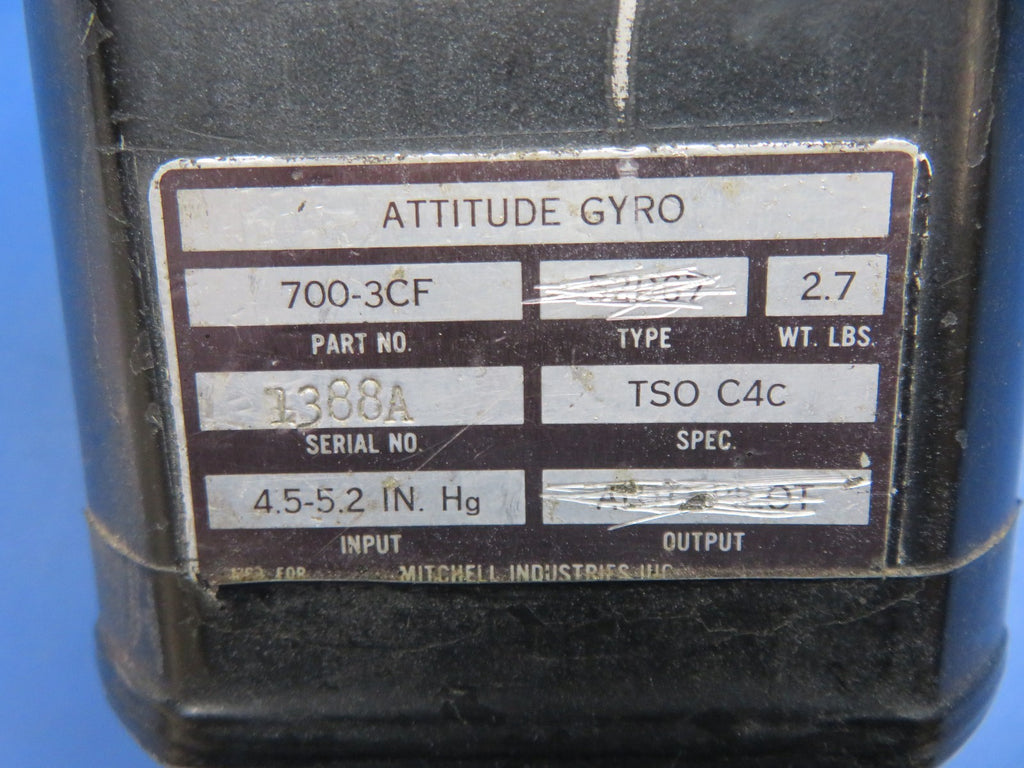 ATTITUDE GYRO
700-3CF 2.7
PART NO. TYPE WT. LBS.
1388A TSO C4c
SERIAL NO. SPEC.
4.5-5.2 IN. Hg
INPUT OUTPUT
FOR MITCHELL INDUSTRIES INC.